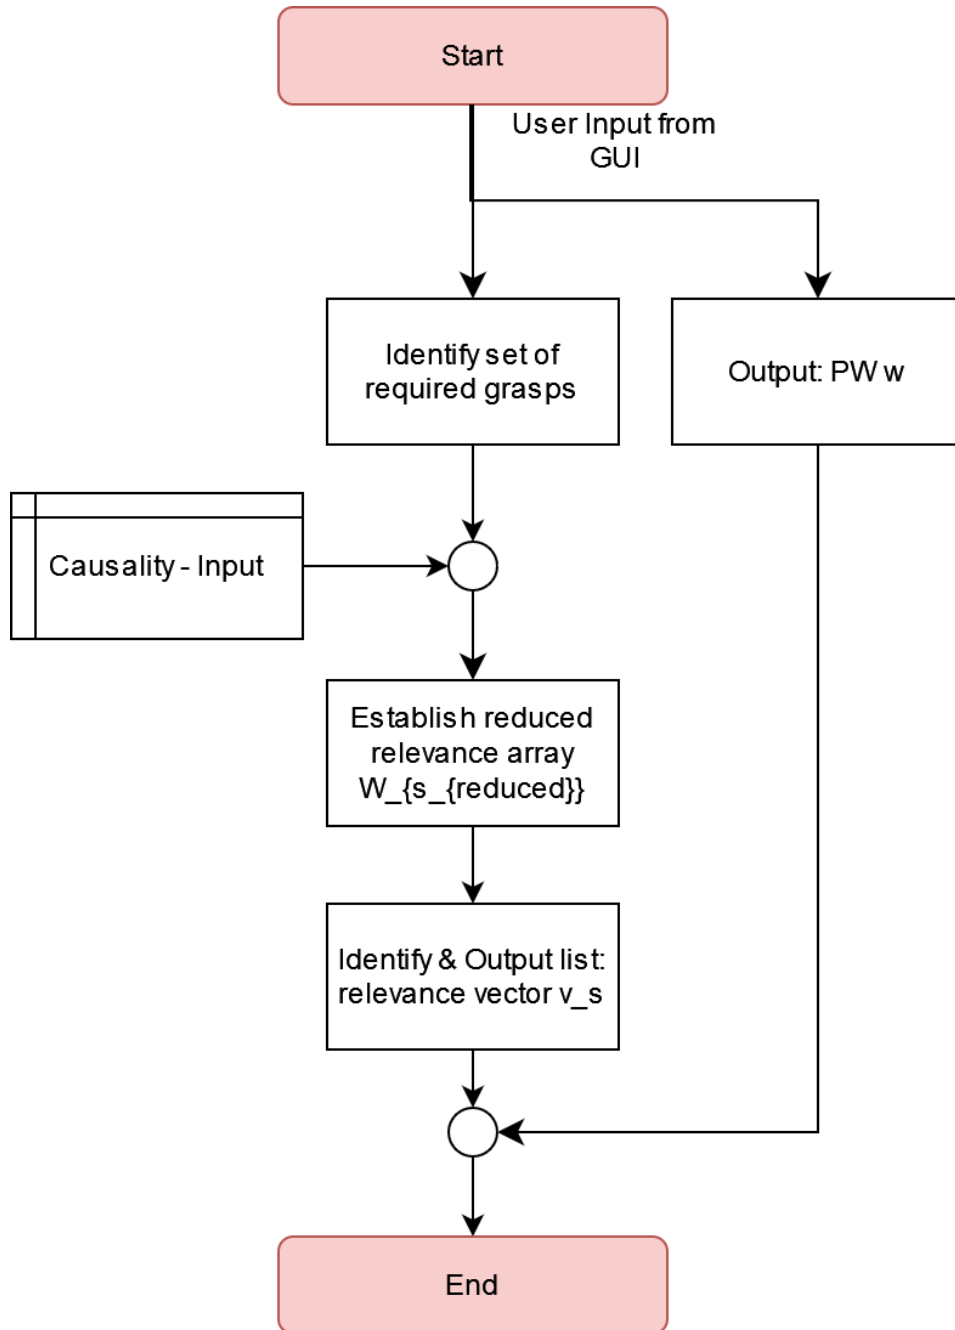 Start
User Input from
GUI
Identify set of
required grasps
Output: PW w
Causality - Input
Establish reduced
relevance array
W_{s_{reduced}}
Identify & Output list:
relevance vector v_s
End